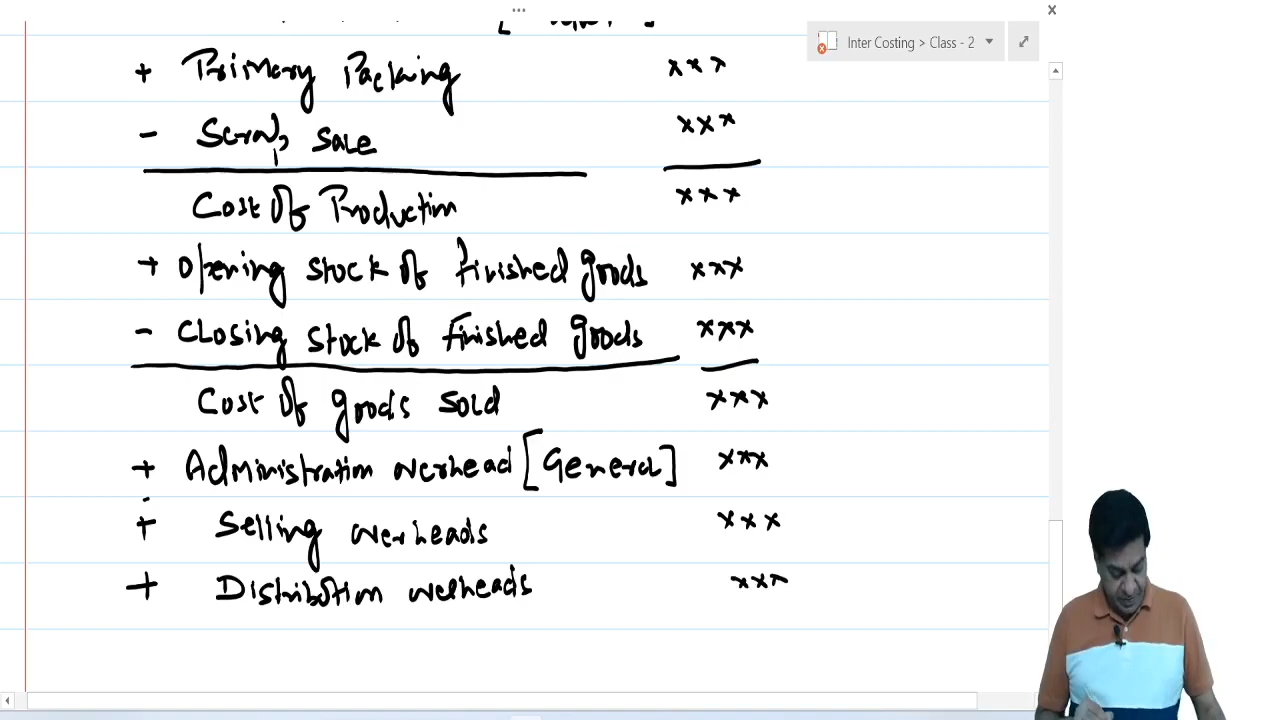 Inter Costing > Class - 2
+ Primary Packing xxx
- Scrap sale xxx
Cost of Production xxx
+ Opening stock of finished goods xxx
- Closing stock of finished goods xxx
Cost of goods sold xxx
+ Administration overhead [General] xxx
+ Selling overheads xxx
+ Distribution overheads xxx